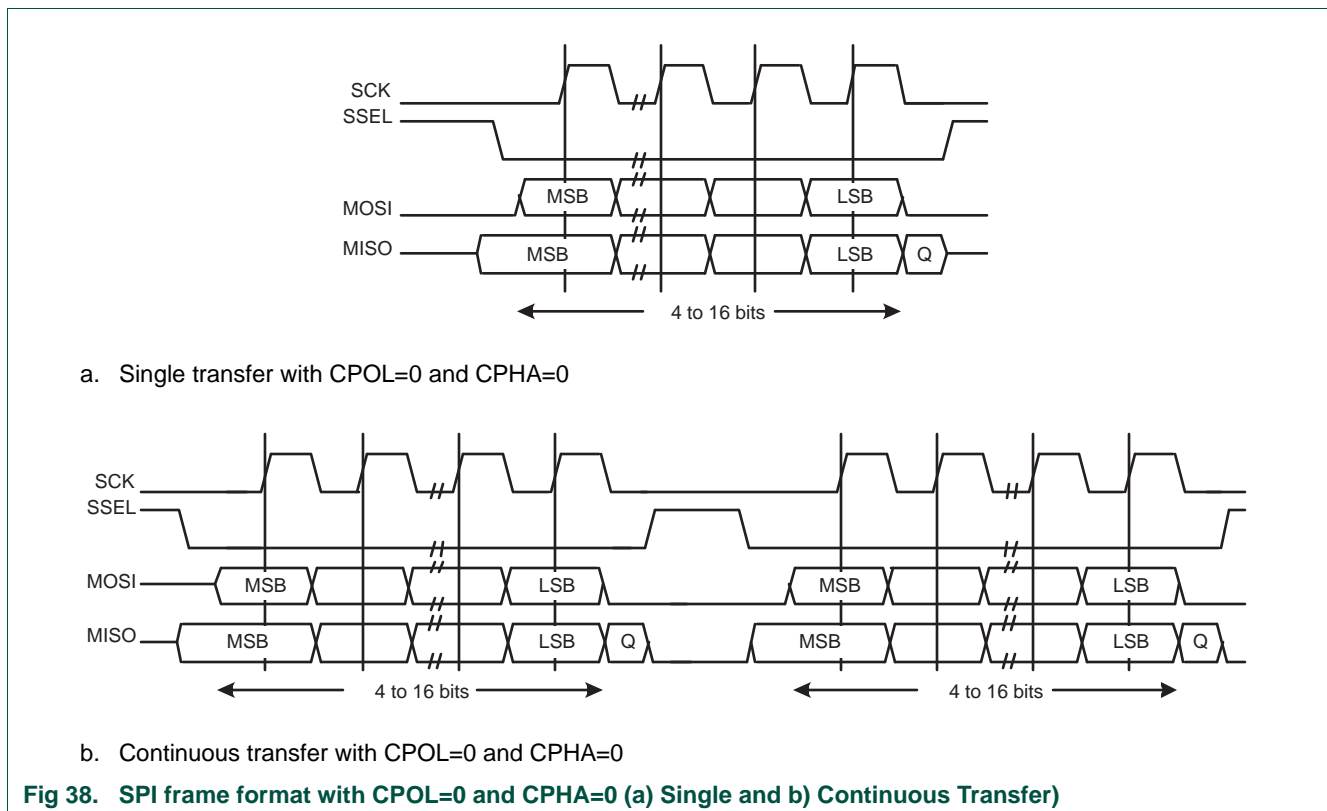 SCK
SSEL
MOSI MSB LSB
MISO MSB LSB Q
4 to 16 bits
a. Single transfer with CPOL=0 and CPHA=0
SCK
SSEL
MOSI MSB LSB MSB LSB
MISO MSB LSB Q MSB LSB Q
4 to 16 bits 4 to 16 bits
b. Continuous transfer with CPOL=0 and CPHA=0
Fig 38. SPI frame format with CPOL=0 and CPHA=0 (a) Single and b) Continuous Transfer)